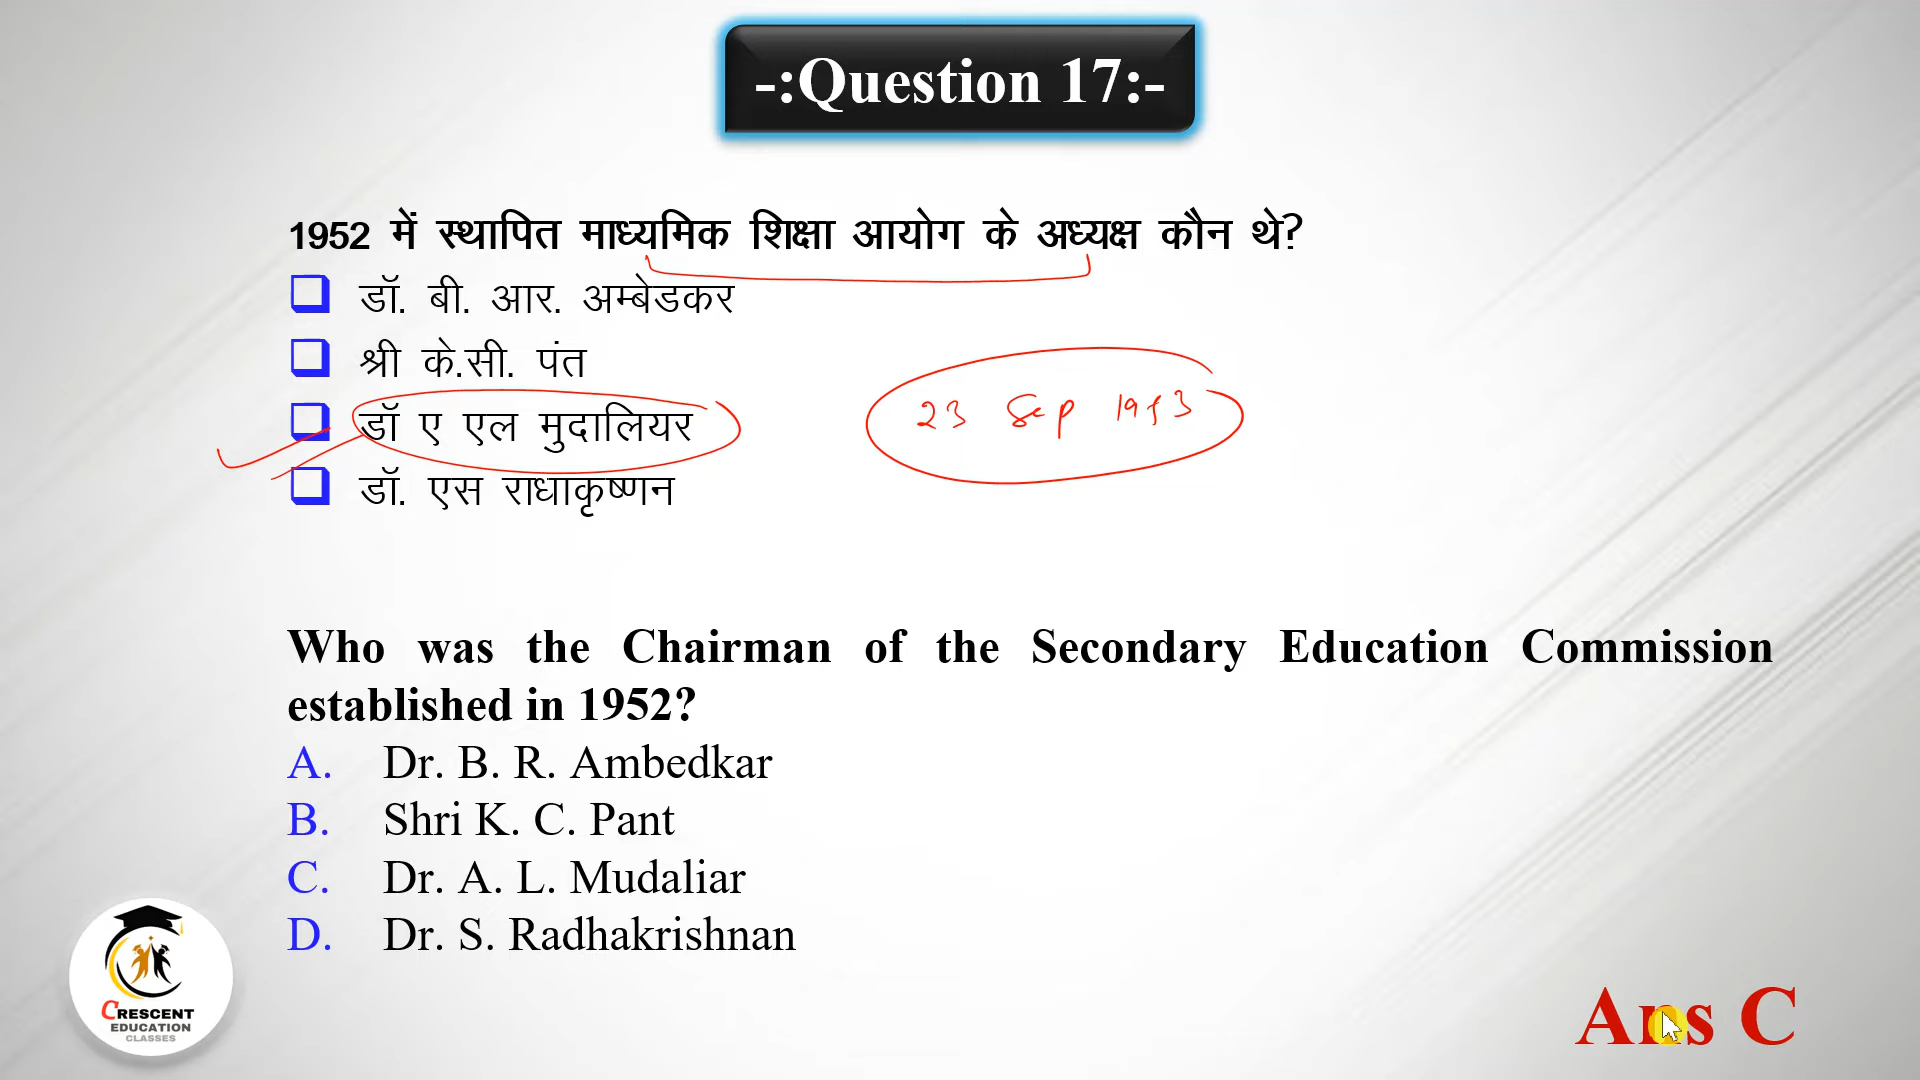 -:Question 17:-
1952 में स्थापित माध्यमिक शिक्षा आयोग के अध्यक्ष कौन थे?
डॉ. बी. आर. अम्बेडकर
श्री के.सी. पंत
डॉ ए एल मुदालियर
23 Sep 1953
डॉ. एस राधाकृष्णन
Who was the Chairman of the Secondary Education Commission
established in 1952?
A. Dr. B. R. Ambedkar
B. Shri K. C. Pant
C. Dr. A. L. Mudaliar
D. Dr. S. Radhakrishnan
CRESCENT
EDUCATION
CLASSES
Ans C